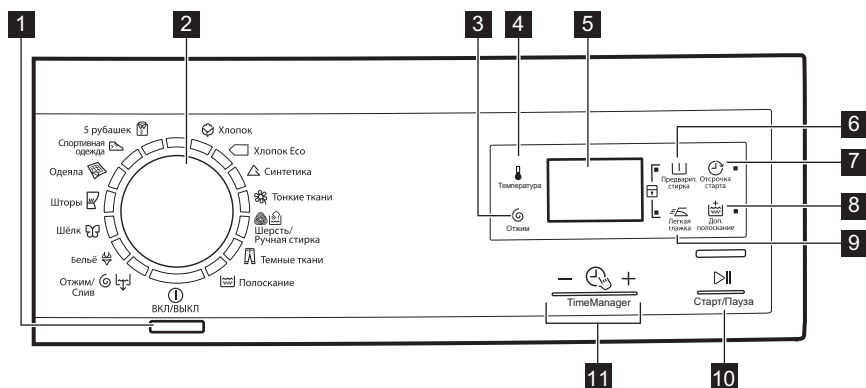 1
2
3
4
5
6
7
8
9
10
11
5 рубашек
Спортивная
одежда
Одеяла
Шторы
Шёлк
Бельё
Отжим/
Слив
ВКЛ/ВЫКЛ
Хлопок
Хлопок Eco
Синтетика
Тонкие ткани
Шерсть/
Ручная стирка
Темные ткани
Полоскание
Температура
Отжим
Предварит.
стирка
Отсрочка
старта
Легкая
глажка
Доп.
полоскание
TimeManager
Старт/Пауза